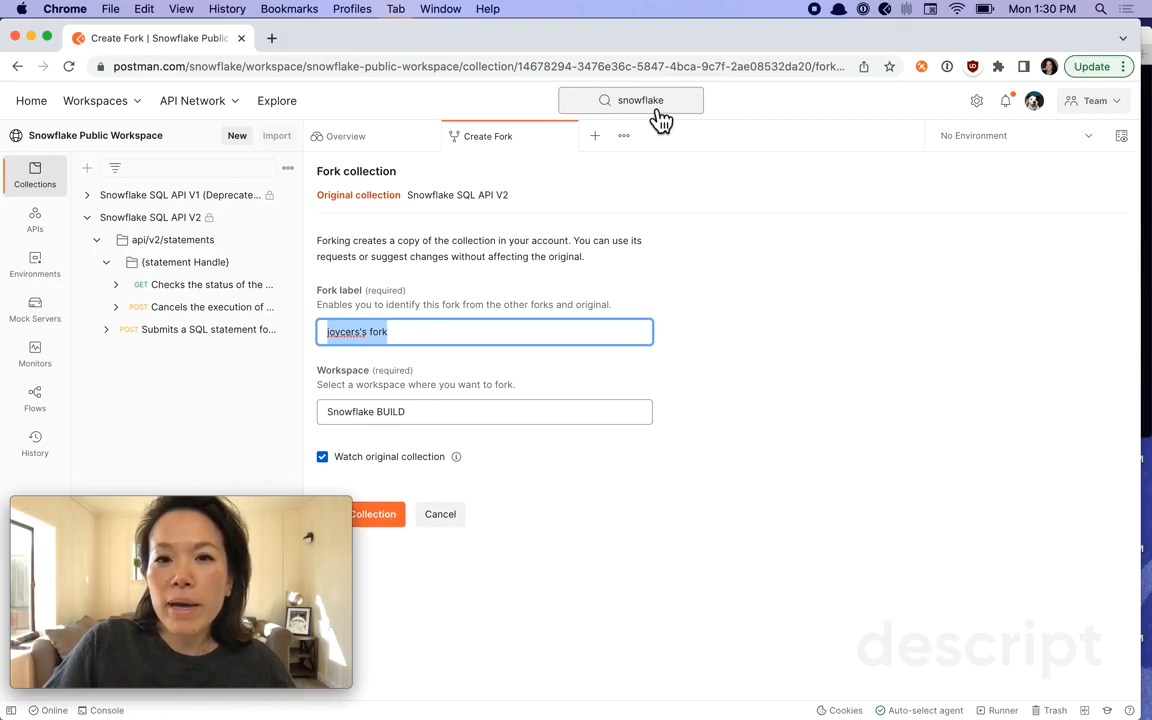 Chrome File Edit View History Bookmarks Profiles Tab Window Help Mon 1:30 PM
Create Fork | Snowflake Public
postman.com/snowflake/workspace/snowflake-public-workspace/collection/14678294-3476e36c-5847-4bca-9c7f-2ae08532da20/fork... Update
Home Workspaces API Network Explore snowflake Team
Snowflake Public Workspace New Import Overview Create Fork No Environment
Collections
APIs
Environments
Mock Servers
Monitors
Flows
History
Snowflake SQL API V1 (Deprecate...
Snowflake SQL API V2
api/v2/statements
{statement Handle}
GET Checks the status of the ...
POST Cancels the execution of ...
POST Submits a SQL statement fo...
Fork collection
Original collection Snowflake SQL API V2
Forking creates a copy of the collection in your account. You can use its
requests or suggest changes without affecting the original.
Fork label (required)
Enables you to identify this fork from the other forks and original.
joycers's fork
Workspace (required)
Select a workspace where you want to fork.
Snowflake BUILD
Watch original collection
Collection Cancel
descript
Online Console Cookies Auto-select agent Runner Trash